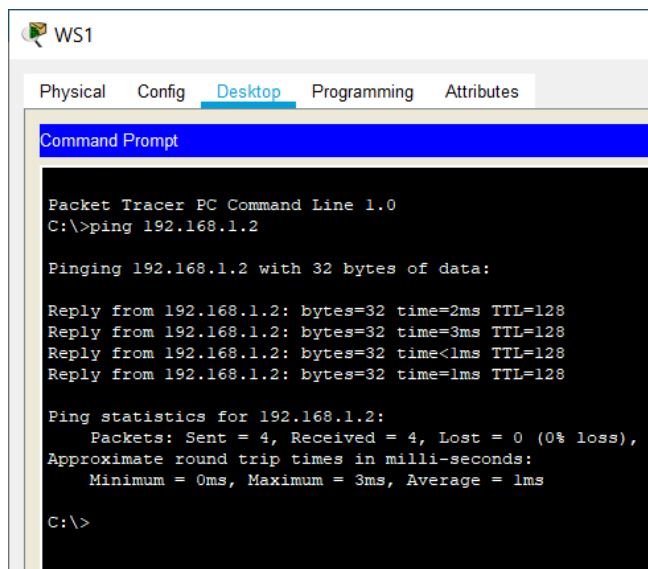 WS1
Physical Config Desktop Programming Attributes
Command Prompt
Packet Tracer PC Command Line 1.0
C:\>ping 192.168.1.2
Pinging 192.168.1.2 with 32 bytes of data:
Reply from 192.168.1.2: bytes=32 time=2ms TTL=128
Reply from 192.168.1.2: bytes=32 time=3ms TTL=128
Reply from 192.168.1.2: bytes=32 time<1ms TTL=128
Reply from 192.168.1.2: bytes=32 time=1ms TTL=128
Ping statistics for 192.168.1.2:
    Packets: Sent = 4, Received = 4, Lost = 0 (0% loss),
Approximate round trip times in milli-seconds:
    Minimum = 0ms, Maximum = 3ms, Average = 1ms
C:\>